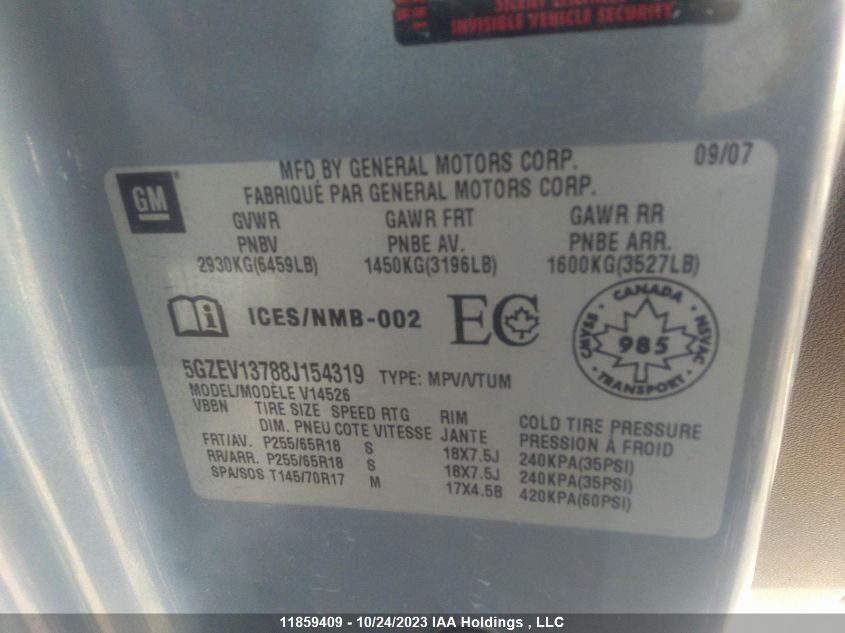 INVISIBLE VEHICLE SECURITY
GM
MFD BY GENERAL MOTORS CORP. 09/07
FABRIQUÉ PAR GENERAL MOTORS CORP.
GVWR GAWR FRT GAWR RR
PNBV PNBE AV. PNBE ARR.
2930KG(6459LB) 1450KG(3196LB) 1600KG(3527LB)
i ICES/NMB-002 EC
CANADA
CMVSS 985 NSVAC
TRANSPORT
5GZEV13788J154319 TYPE: MPV/VTUM
MODEL/MODÈLE V14526
VBBN TIRE SIZE SPEED RTG RIM COLD TIRE PRESSURE
DIM. PNEU COTE VITESSE JANTE PRESSION À FROID
FRT/AV. P255/65R18 S 18X7.5J 240KPA(35PSI)
RR/ARR. P255/65R18 S 18X7.5J 240KPA(35PSI)
SPA/SOS T145/70R17 M 17X4.5B 420KPA(60PSI)
11859409 - 10/24/2023 IAA Holdings , LLC